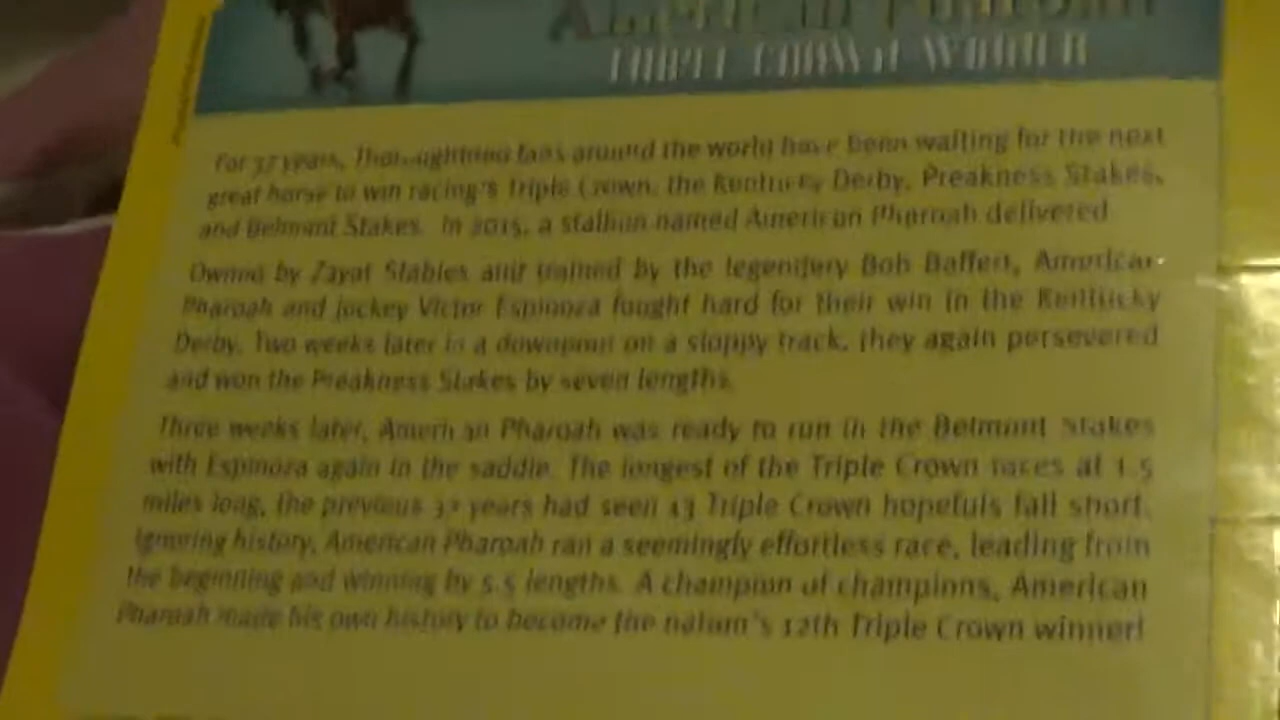 American Pharoah
TRIPLE CROWN WINNER
For 37 years, Thoroughbred fans around the world have been waiting for the next
great horse to win racing's Triple Crown, the Kentucky Derby, Preakness Stakes,
and Belmont Stakes. In 2015, a stallion named American Pharoah delivered
Owned by Zayat Stables and trained by the legendary Bob Baffert, American
Pharoah and jockey Victor Espinoza fought hard for their win in the Kentucky
Derby. Two weeks later in a downpour on a sloppy track, they again persevered
and won the Preakness Stakes by seven lengths.
Three weeks later, American Pharoah was ready to run in the Belmont Stakes
with Espinoza again in the saddle. The longest of the Triple Crown races at 1.5
miles long, the previous 37 years had seen 13 Triple Crown hopefuls fall short.
Ignoring history, American Pharoah ran a seemingly effortless race, leading from
the beginning and winning by 5.5 lengths. A champion of champions, American
Pharoah made his own history to become the nation's 12th Triple Crown winner!